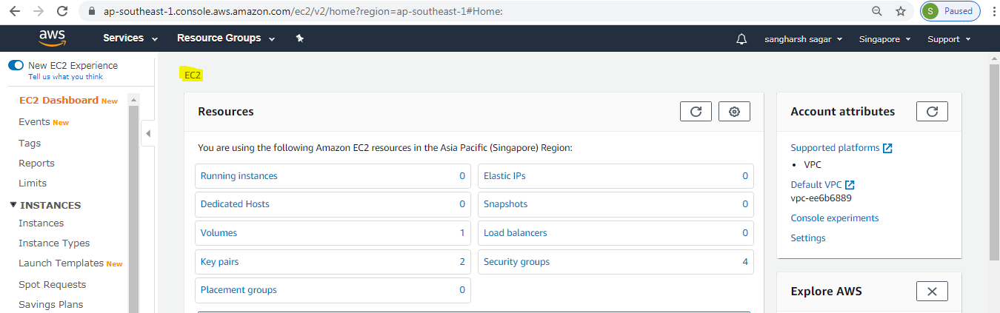 ap-southeast-1.console.aws.amazon.com/ec2/v2/home?region=ap-southeast-1#Home:
S Paused
aws Services Resource Groups sangharsh sagar Singapore Support
New EC2 Experience
Tell us what you think
EC2 Dashboard New
Events New
Tags
Reports
Limits
INSTANCES
Instances
Instance Types
Launch Templates New
Spot Requests
Savings Plans
EC2
Resources
You are using the following Amazon EC2 resources in the Asia Pacific (Singapore) Region:
Running instances 0
Elastic IPs 0
Dedicated Hosts 0
Snapshots 0
Volumes 1
Load balancers 0
Key pairs 2
Security groups 4
Placement groups 0
Account attributes
Supported platforms
• VPC
Default VPC
vpc-ee6b6889
Console experiments
Settings
Explore AWS